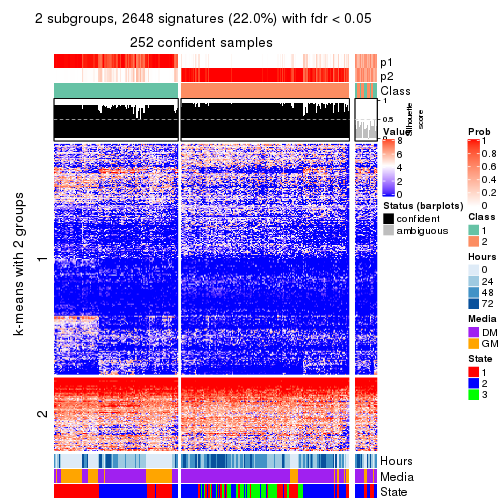 2 subgroups, 2648 signatures (22.0%) with fdr < 0.05
252 confident samples
p1
p2
Class
1
0.5
0
Silhouette
score
k-means with 2 groups
1
2
Value
8
6
4
2
0
Status (barplots)
confident
ambiguous
Prob
1
0.8
0.6
0.4
0.2
0
Class
1
2
Hours
0
24
48
72
Media
DM
GM
State
1
2
3
Hours
Media
State